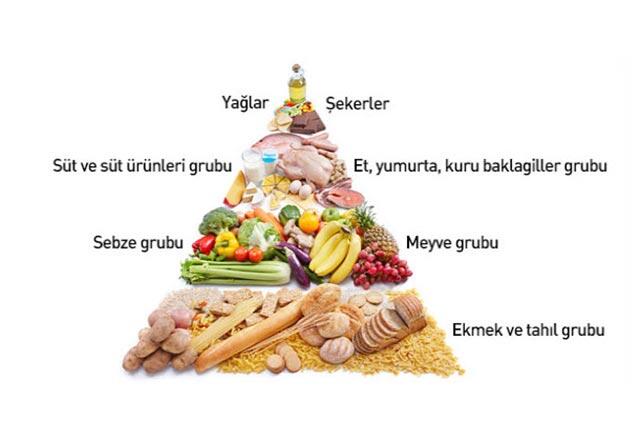 Yağlar
Şekerler
Süt ve süt ürünleri grubu
Et, yumurta, kuru baklagiller grubu
Sebze grubu
Meyve grubu
Ekmek ve tahıl grubu